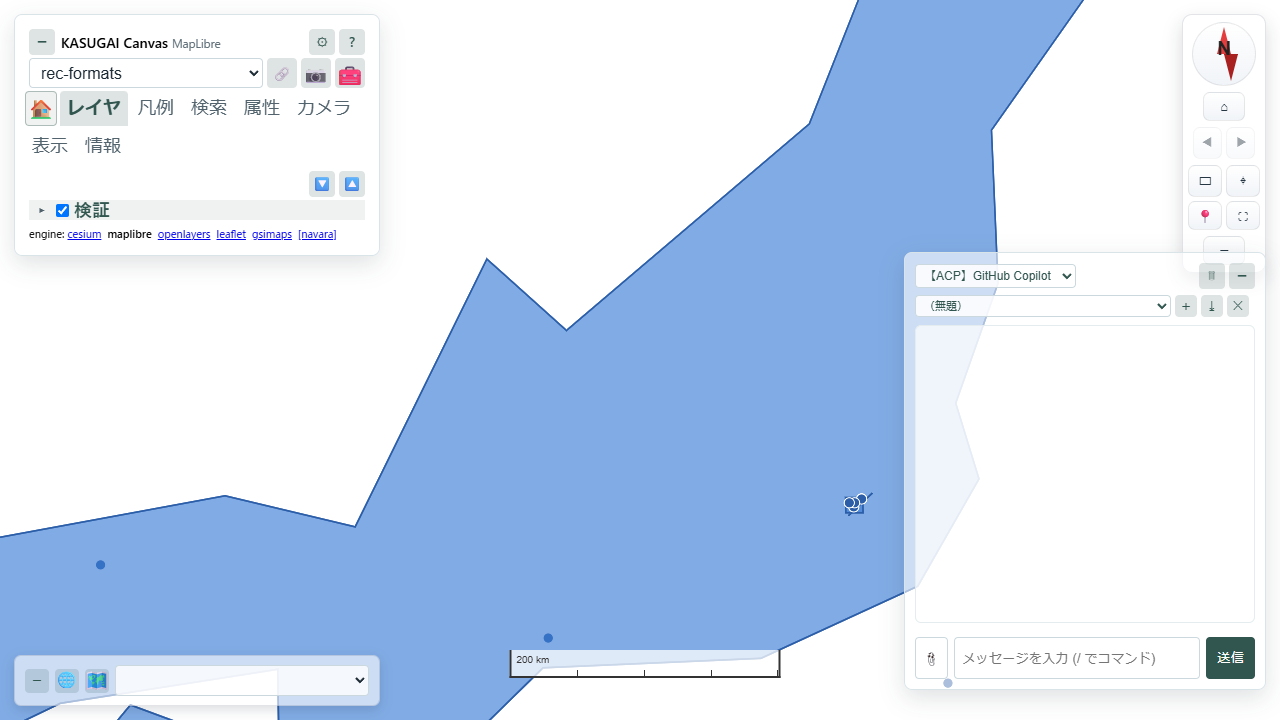 KASUGAI Canvas MapLibre
?
rec-formats
レイヤ 凡例 検索 属性 カメラ
表示 情報
検証
engine: cesium maplibre openlayers leaflet gsimaps [navara]
N
【ACP】GitHub Copilot
（無題）
メッセージを入力 (/ でコマンド)
送信
200 km